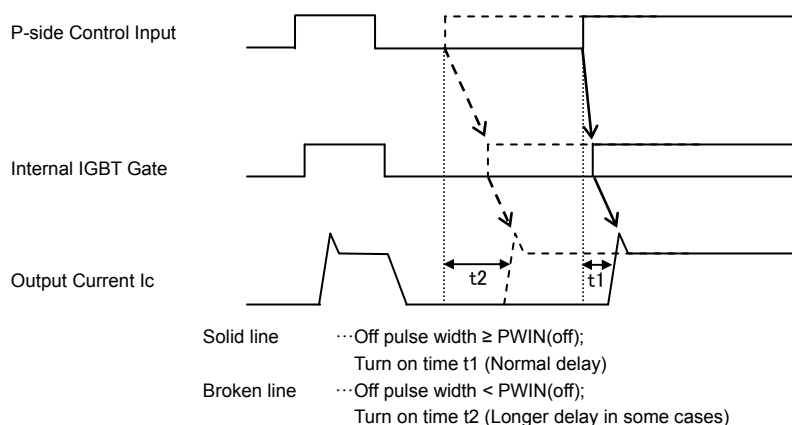 P-side Control Input
Internal IGBT Gate
Output Current Ic
t2
t1
Solid line ···Off pulse width ≥ PWIN(off);
Turn on time t1 (Normal delay)
Broken line ···Off pulse width < PWIN(off);
Turn on time t2 (Longer delay in some cases)